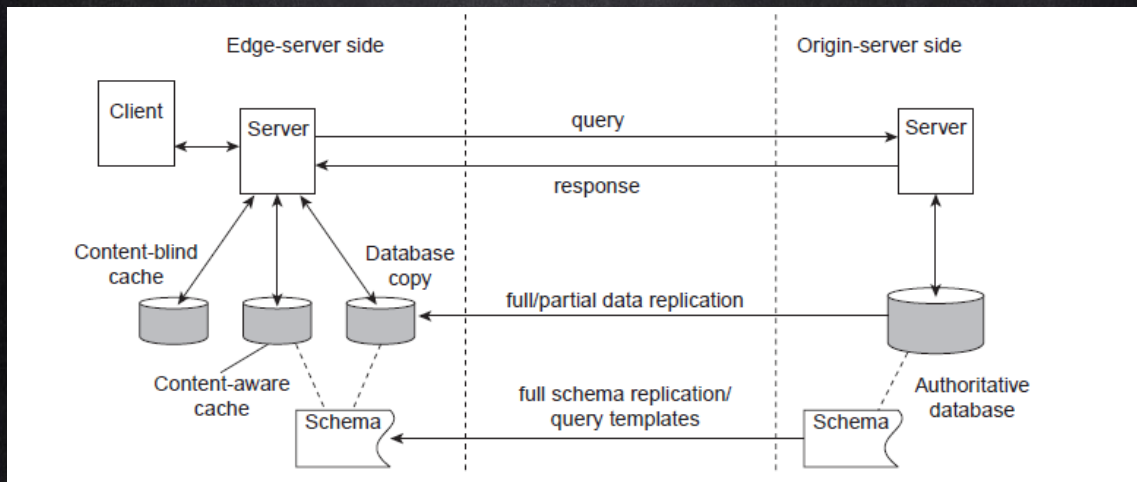 Edge-server side
Origin-server side
Client
Server
query
Server
response
Content-blind
cache
Database
copy
full/partial data replication
Content-aware
cache
full schema replication/
query templates
Authoritative
database
Schema
Schema